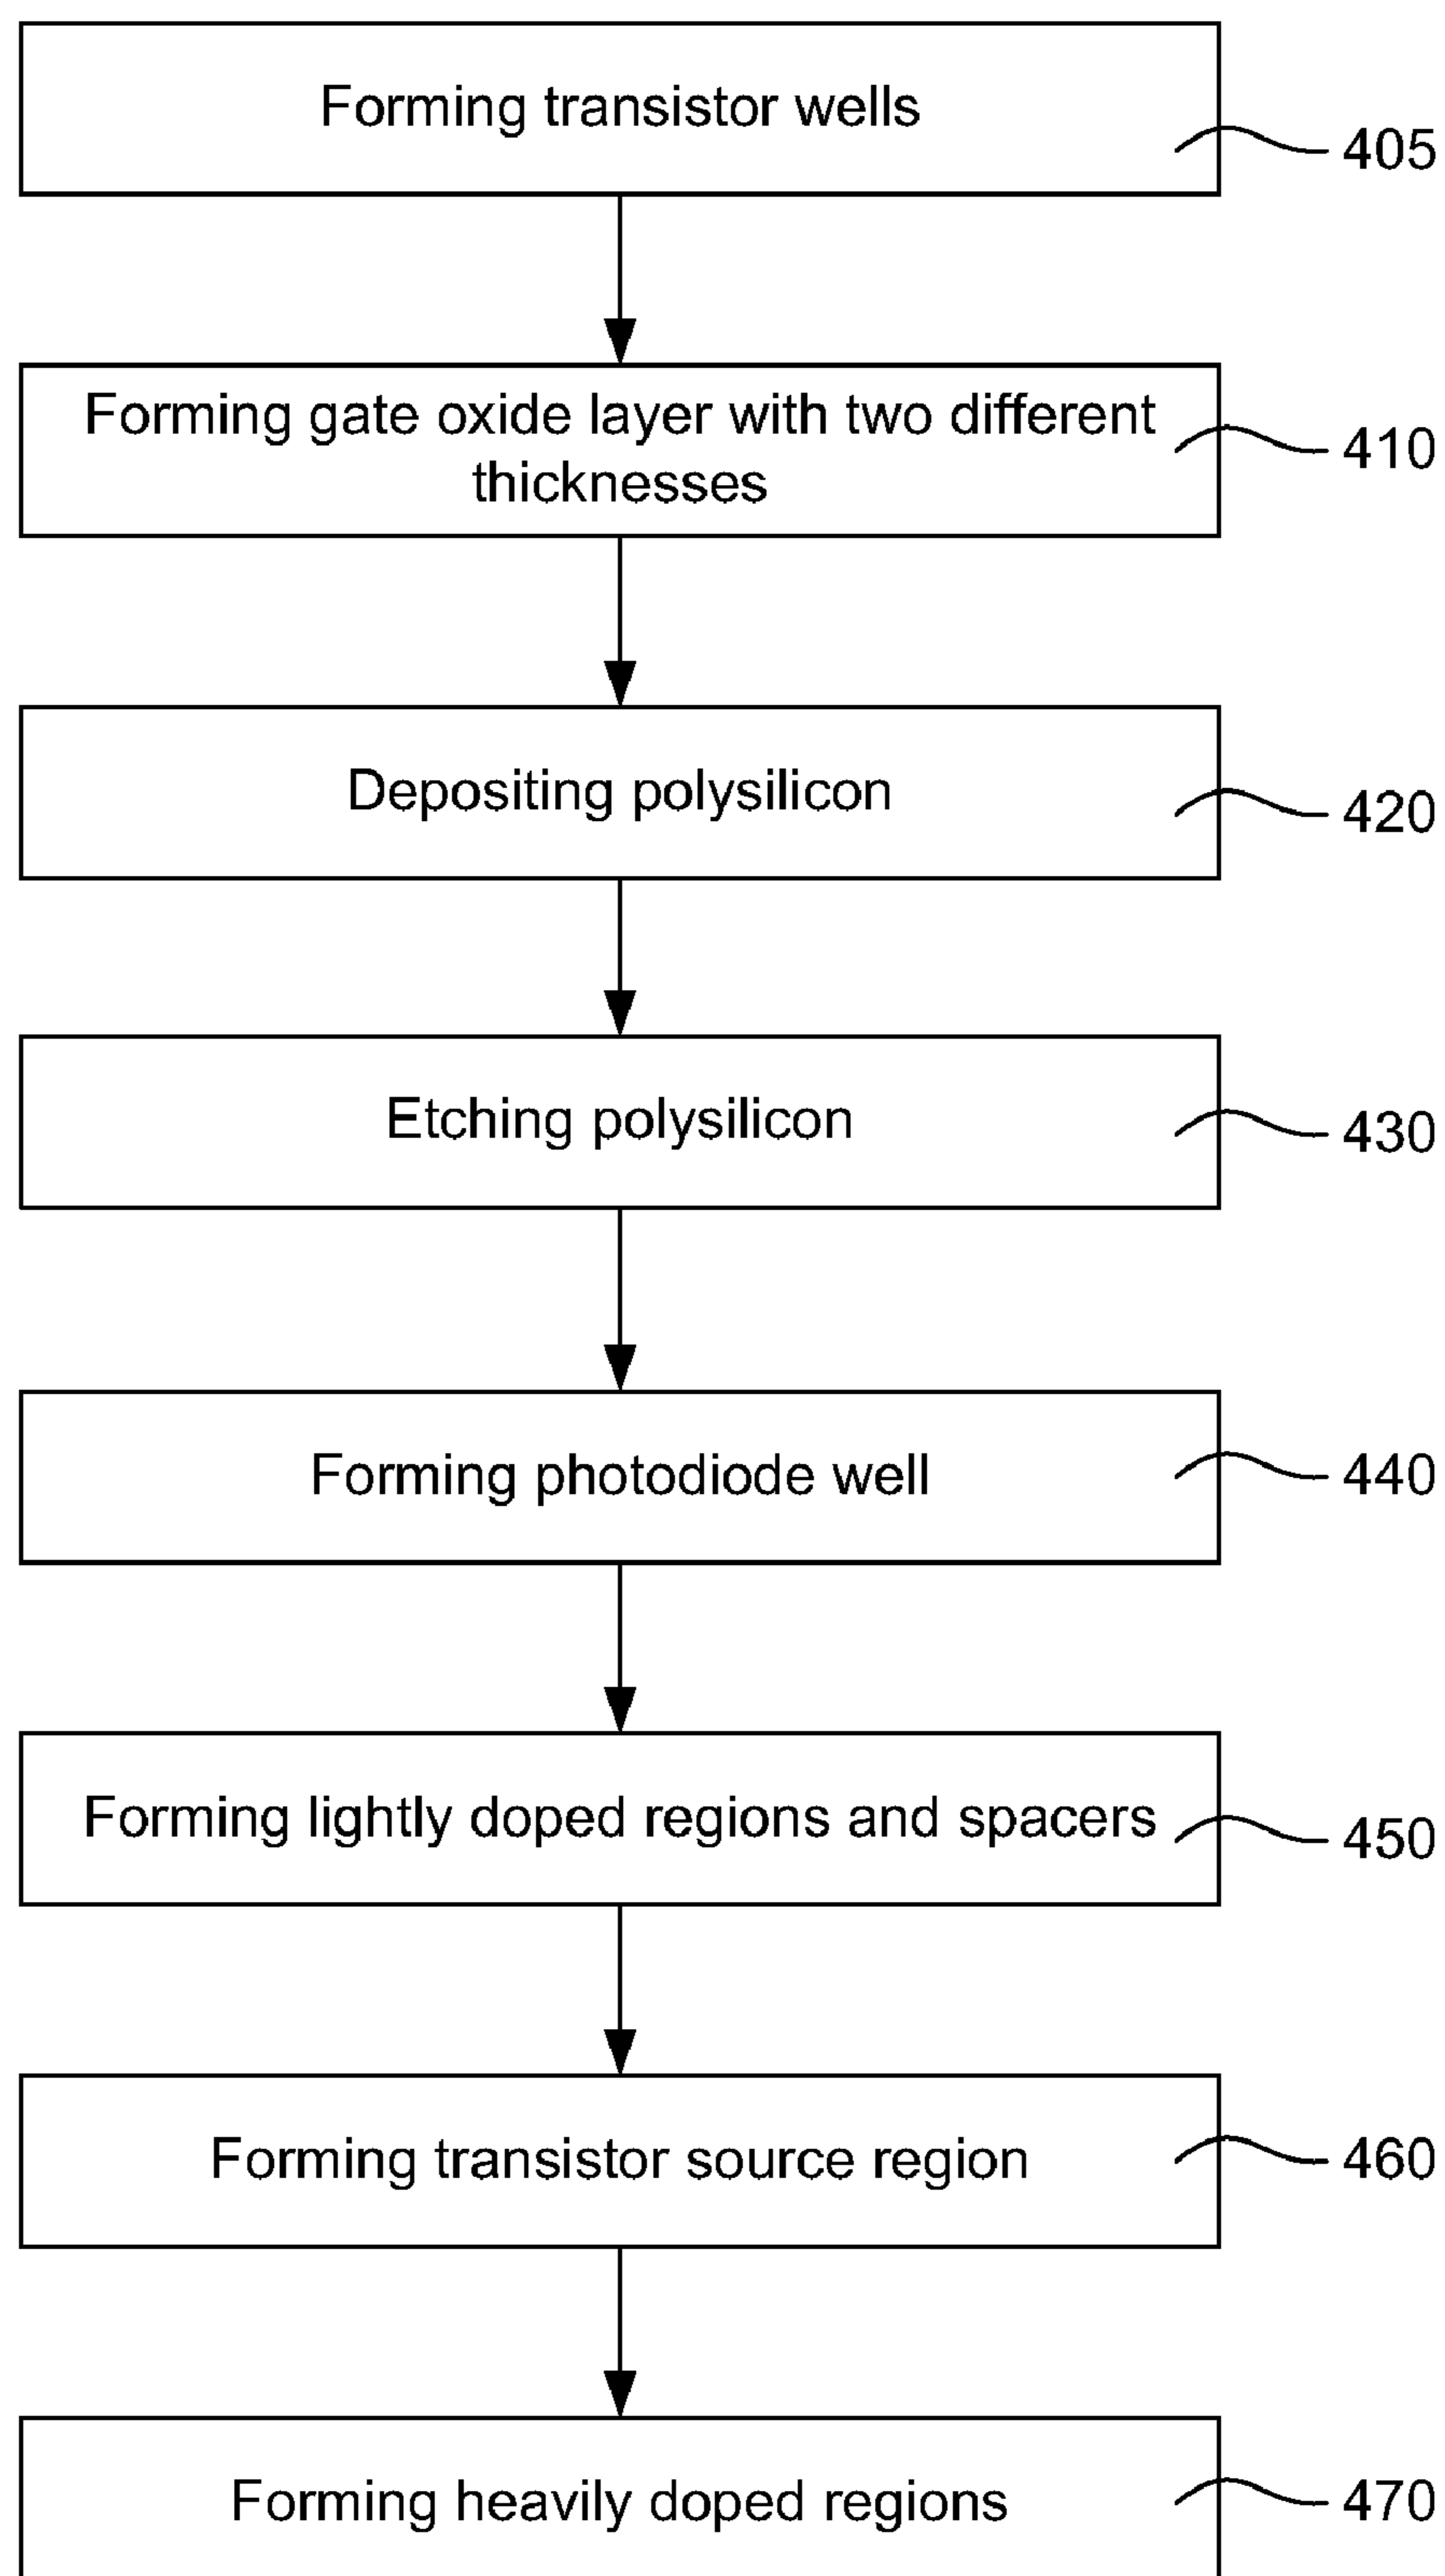 Forming transistor wells
405
Forming gate oxide layer with two different
thicknesses
410
Depositing polysilicon
420
Etching polysilicon
430
Forming photodiode well
440
Forming lightly doped regions and spacers
450
Forming transistor source region
460
Forming heavily doped regions
470